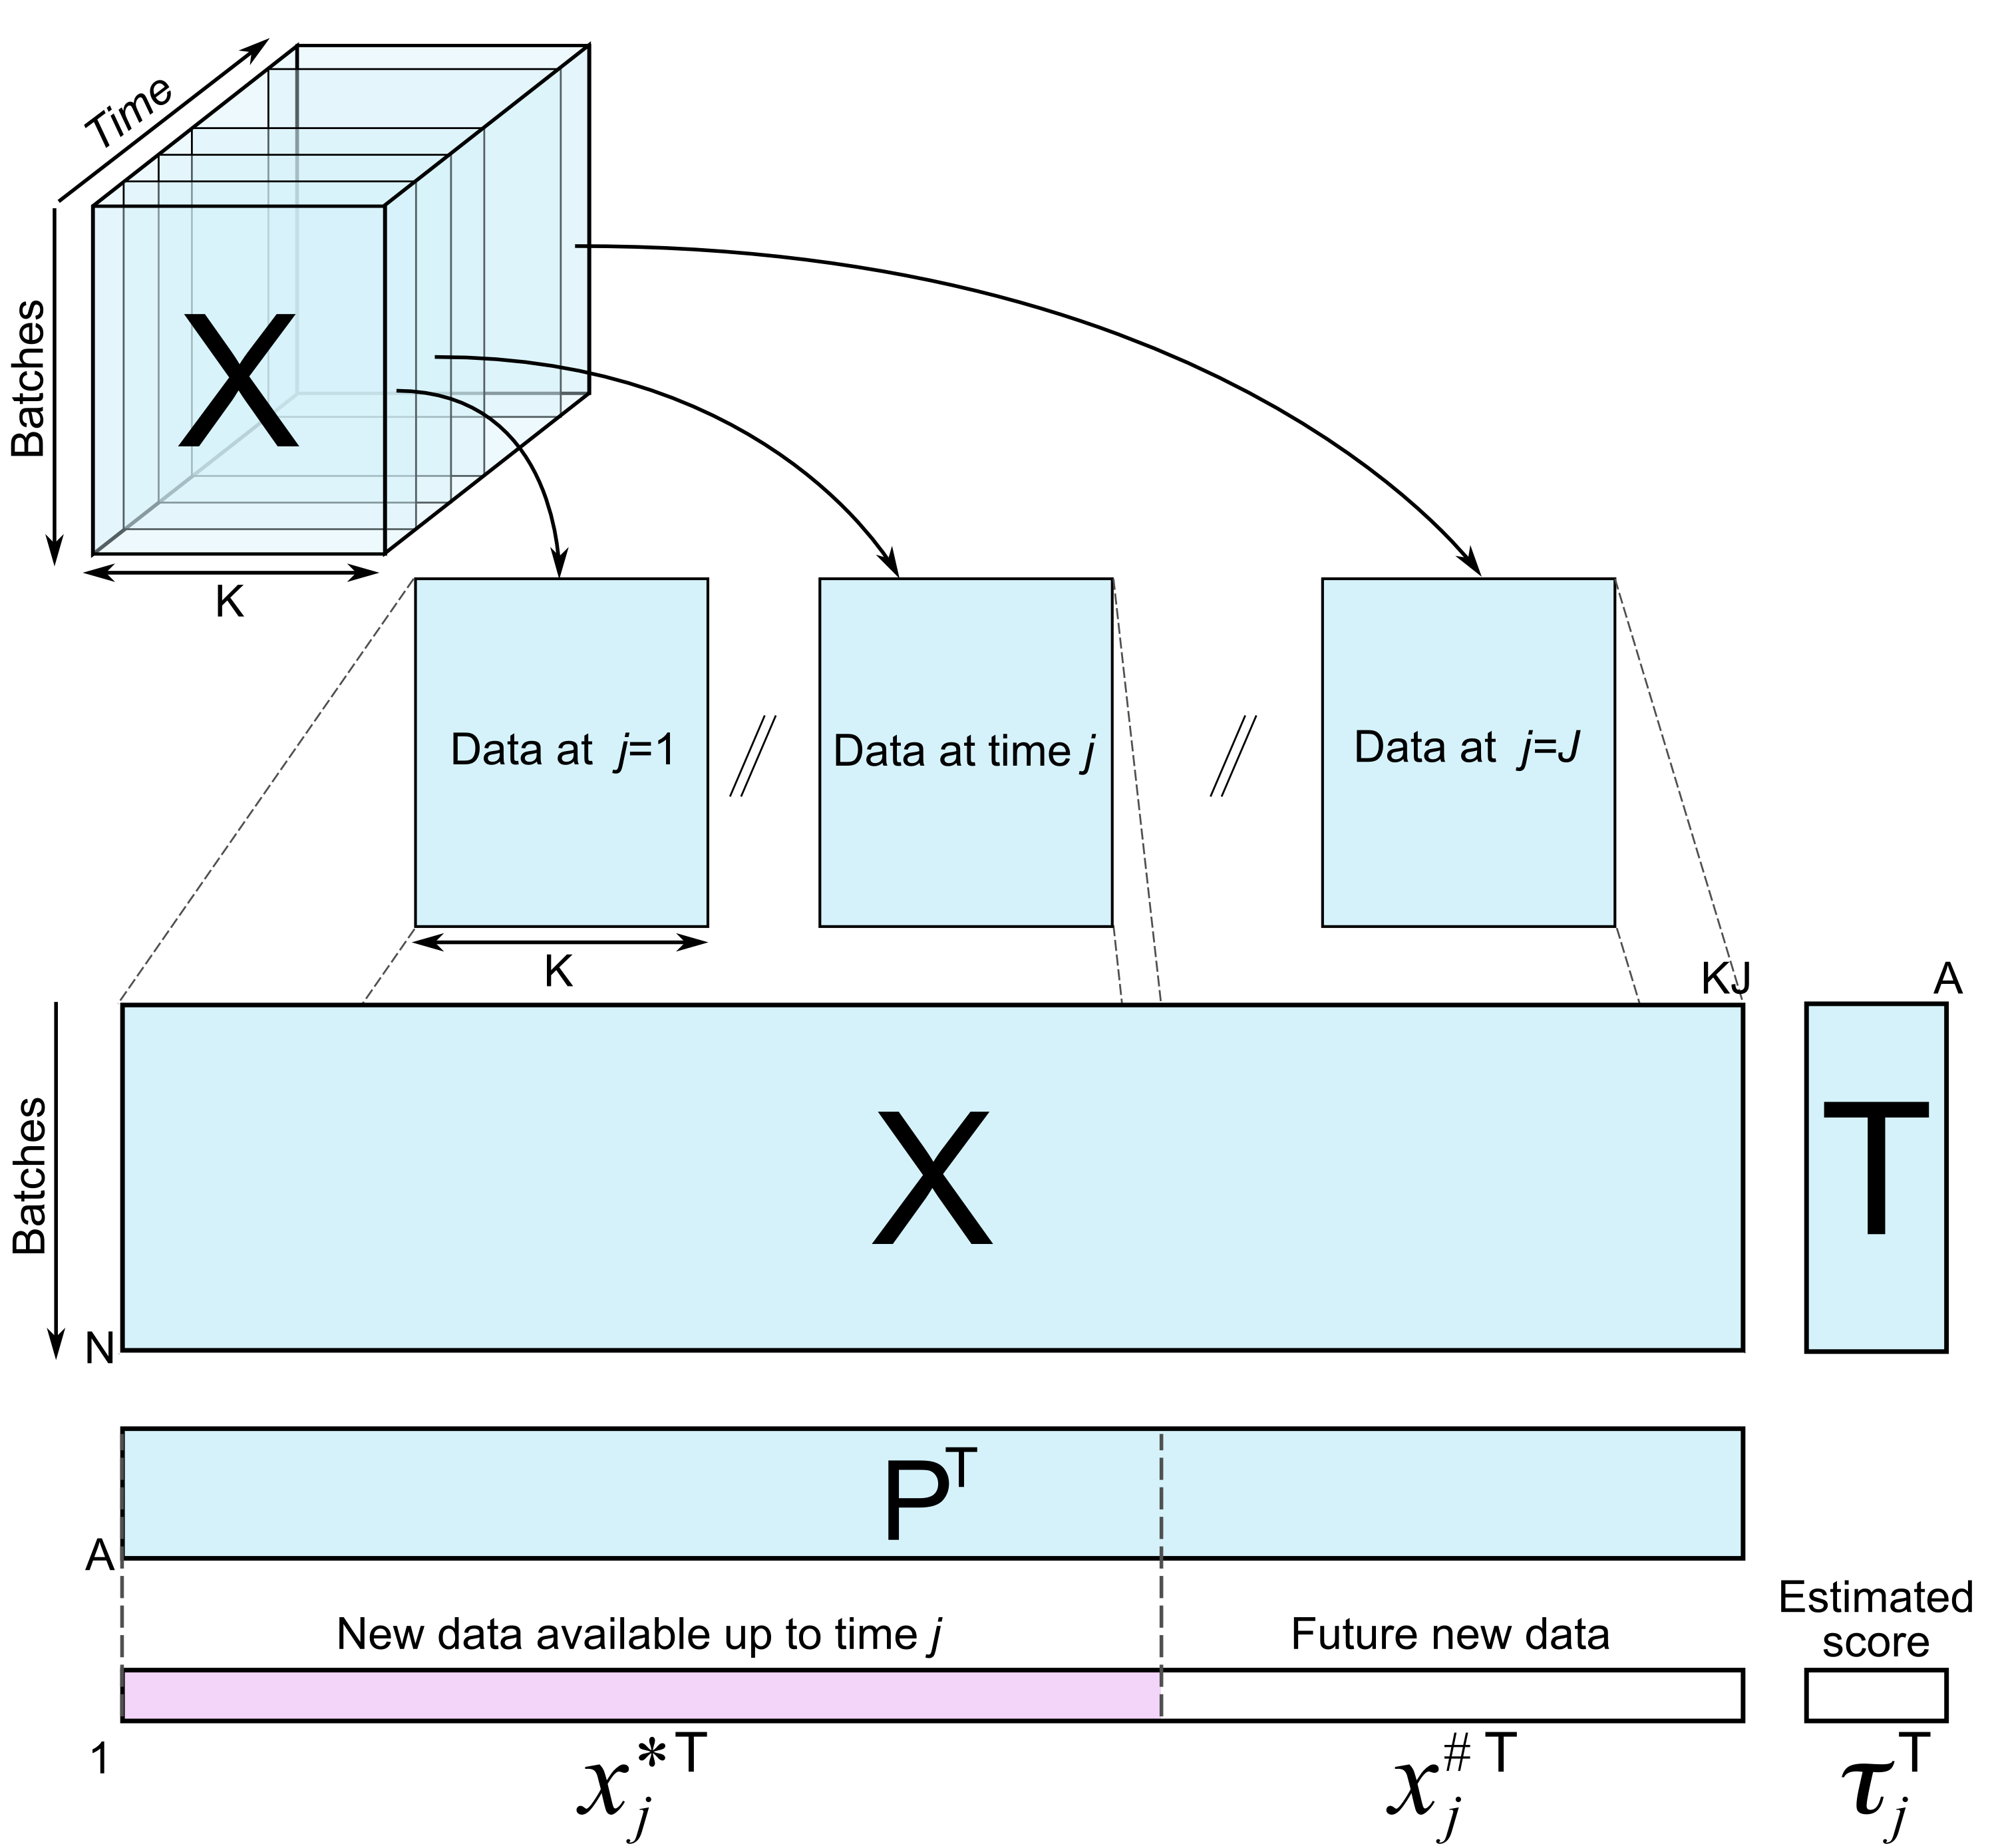 Time
Batches
X
K
Data at j=1
Data at time j
Data at j=J
K
KJ
A
Batches
X
T
N
P^T
A
New data available up to time j
Future new data
Estimated
score
1
x_j^{*T}
x_j^{#T}
τ_j^T